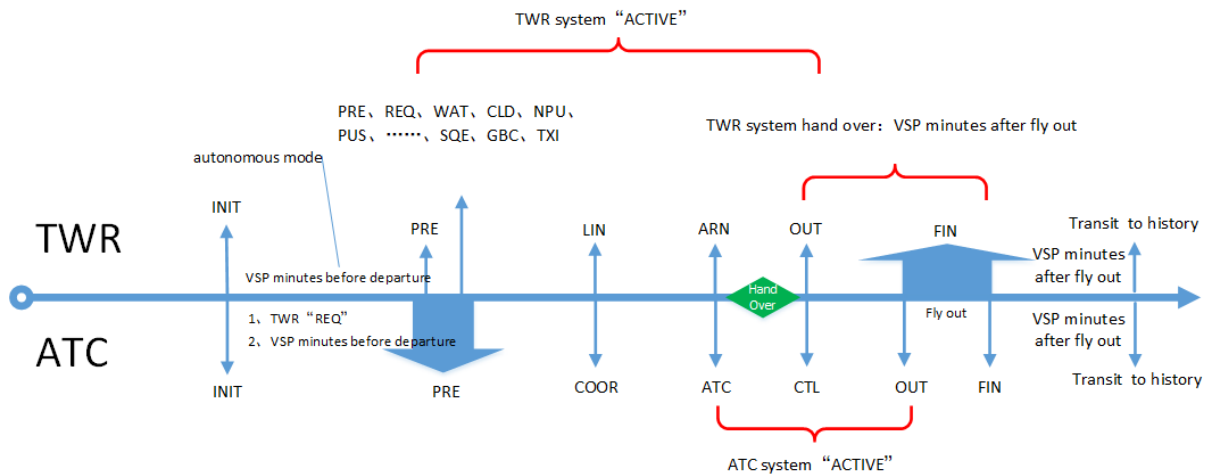 TWR system “ACTIVE”
PRE、REQ、WAT、CLD、NPU、
PUS、……、SQE、GBC、TXI
TWR system hand over：VSP minutes after fly out
autonomous mode
INIT
PRE
LIN
ARN
OUT
FIN
Transit to history
TWR
VSP minutes before departure
VSP minutes
after fly out
Hand
Over
1、TWR “REQ”
2、VSP minutes before departure
Fly out
VSP minutes
after fly out
ATC
INIT
PRE
COOR
ATC
CTL
OUT
FIN
Transit to history
ATC system “ACTIVE”